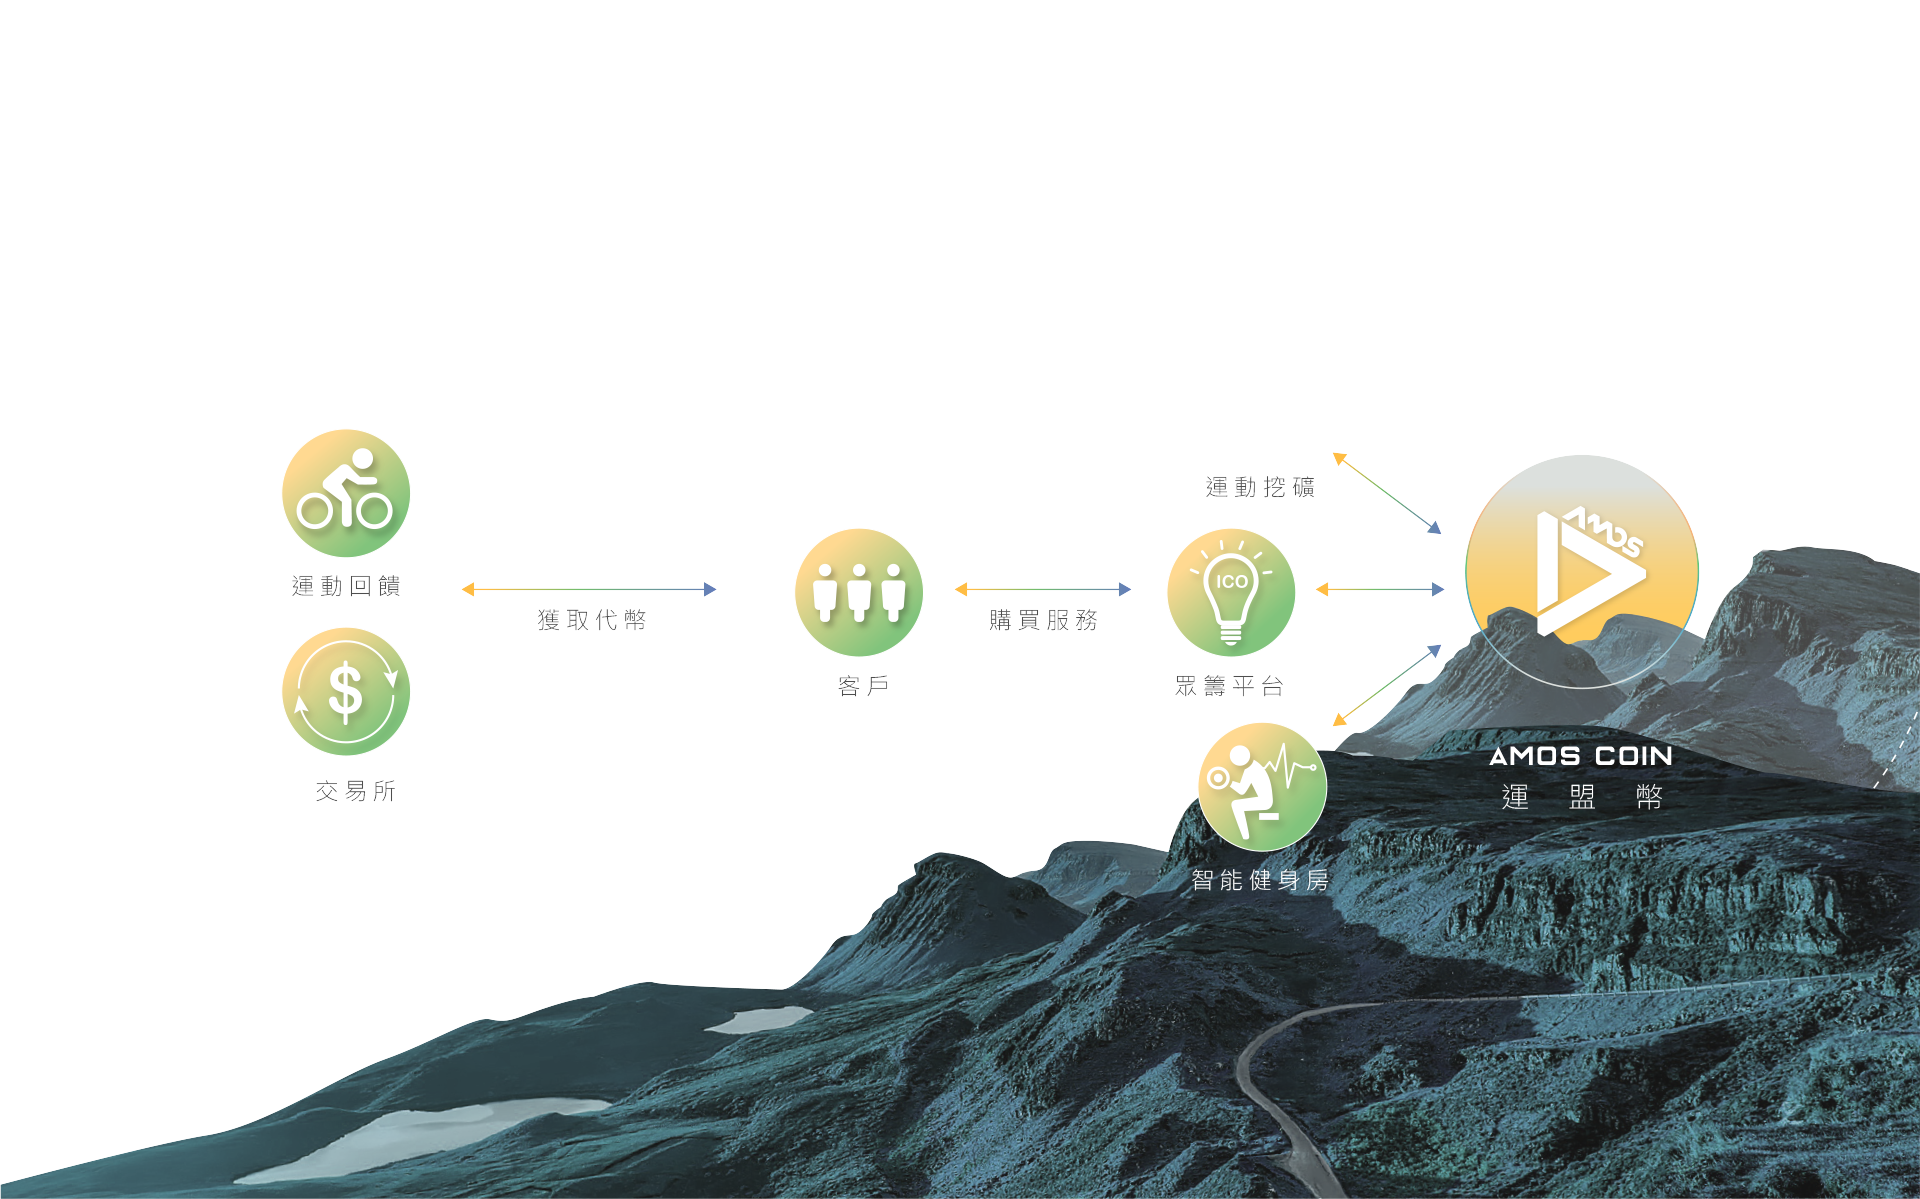 運動回饋
$
交易所
獲取代幣
客戶
購買服務
運動挖礦
ICO
眾籌平台
智能健身房
AMOS
AMOS COIN
運盟幣